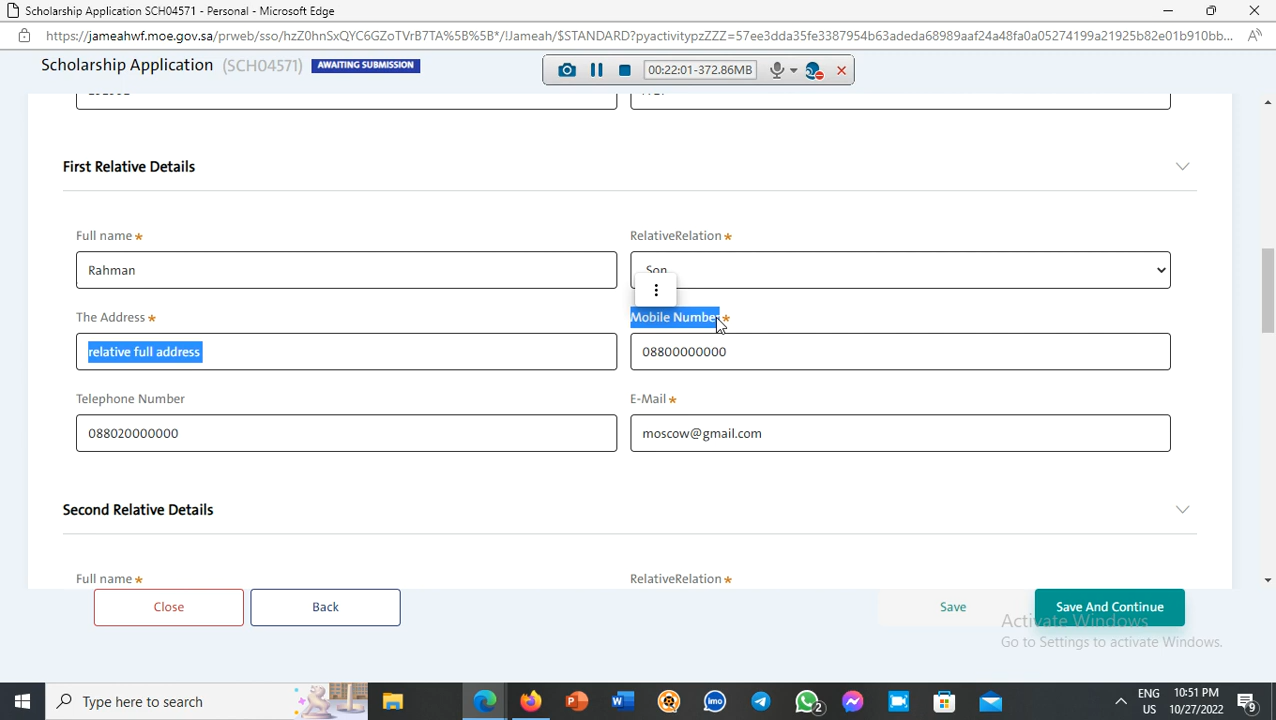 Scholarship Application SCH04571 - Personal - Microsoft Edge
https://jameahwf.moe.gov.sa/prweb/sso/hzZ0hnSxQYC6GZoTVrB7TA%5B%5B*/!Jameah/$STANDARD?pyactivitypzZZZ=57ee3dda35fe3387954b63adeda68989aaf24a48fa0a05274199a21925b82e01b910bb...
Scholarship Application (SCH04571) AWAITING SUBMISSION
00:22:01-372.86MB
First Relative Details
Full name *
RelativeRelation *
Rahman
Son
The Address *
Mobile Number *
relative full address
08800000000
Telephone Number
E-Mail *
088020000000
moscow@gmail.com
Second Relative Details
Full name *
RelativeRelation *
Close
Back
Save
Save And Continue
Activate Windows
Go to Settings to activate Windows.
Type here to search
2
ENG
US
10:51 PM
10/27/2022
9